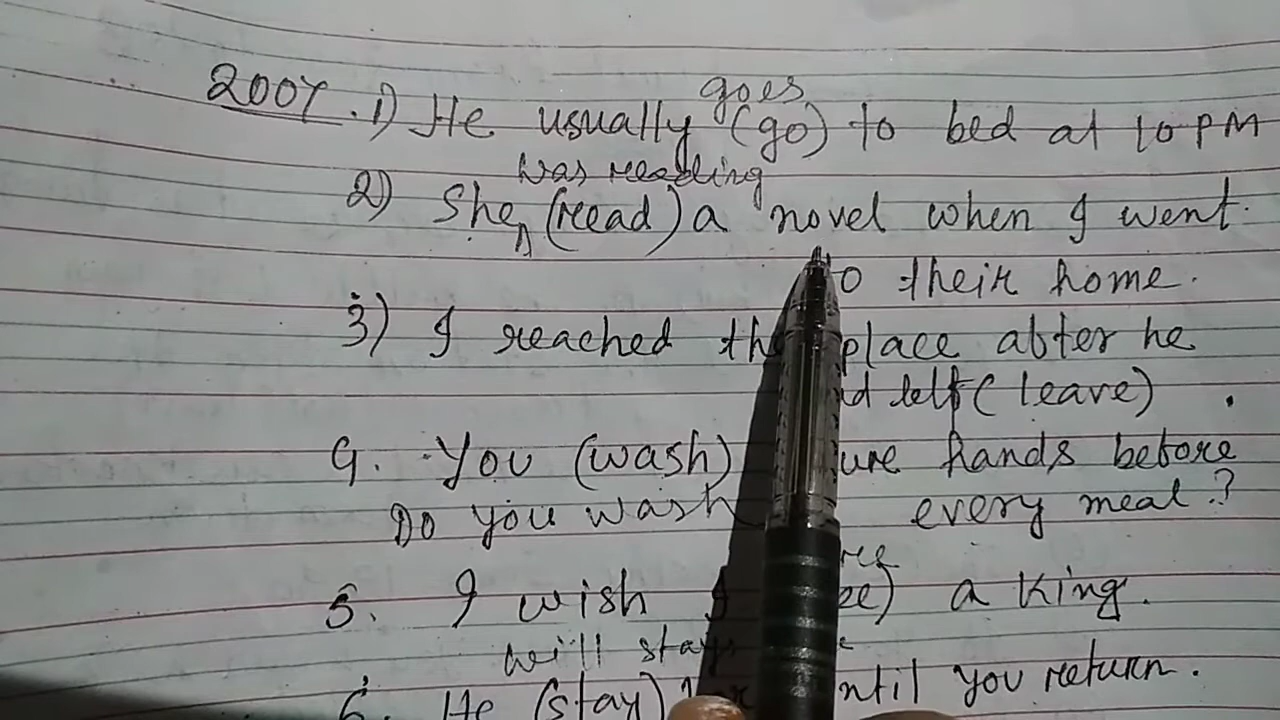 goes
2007. 1) He usually (go) to bed at 10 PM
was reading
2) She (read) a novel when I went
to their home.
3) I reached the place after he
left (leave)
4. You (wash) hands before
Do you wash every meal?
5. I wish I a king.
will stay
6. He (stay) until you return.